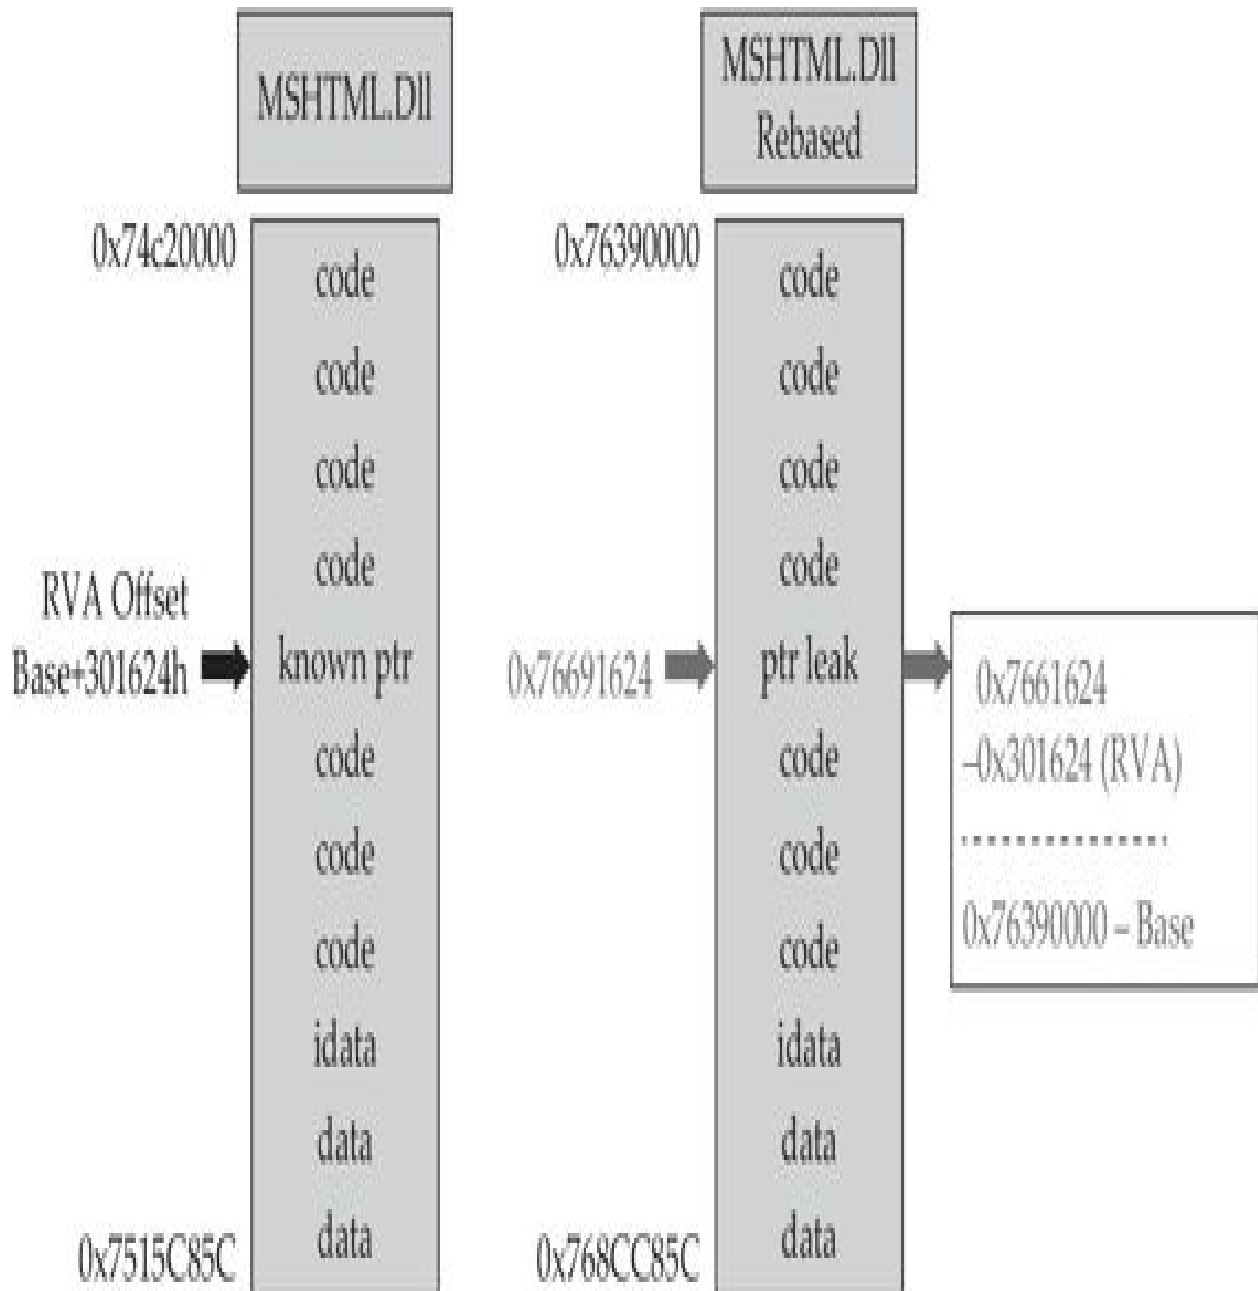 MSHTML.Dll
MSHTML.Dll
Rebased
0x74c20000
code
code
code
code
RVA Offset
Base+301624h
known ptr
code
code
code
idata
data
data
0x7515C85C
0x76390000
code
code
code
code
0x76691624
ptr leak
code
code
code
idata
data
data
0x768CC85C
0x7661624
–0x301624 (RVA)
0x76390000 – Base